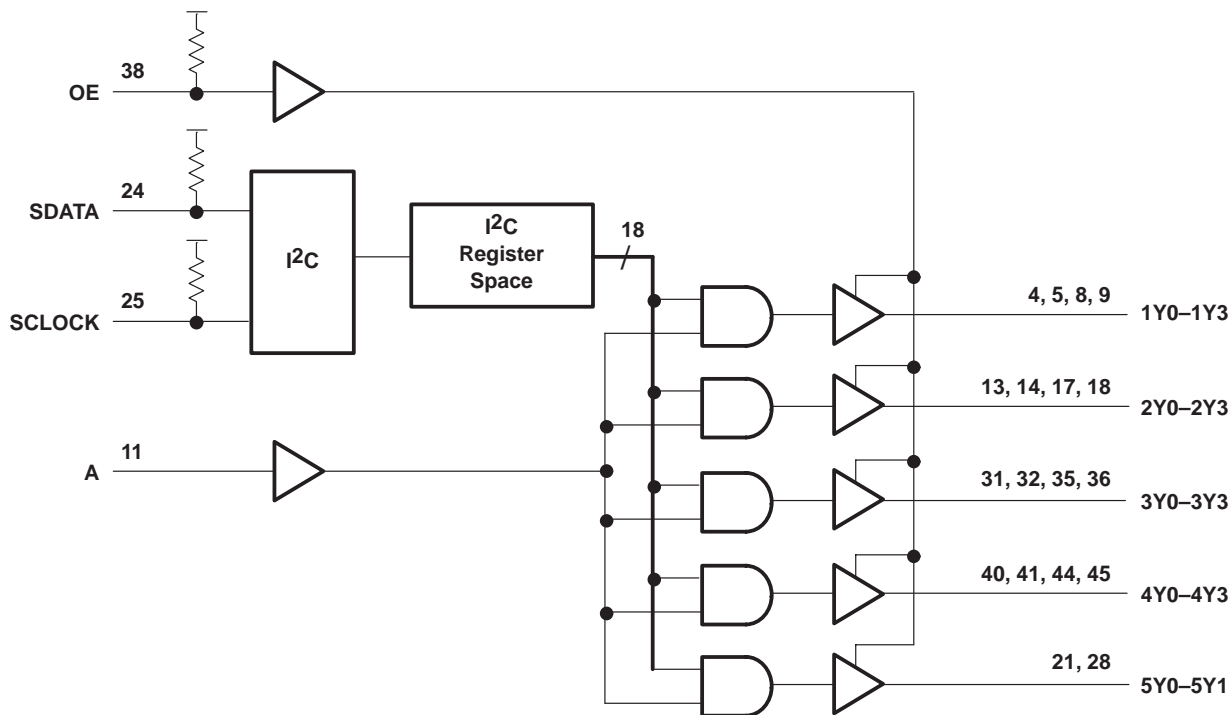 38
OE
24
SDATA
I2C
I2C
Register
Space
18
25
SCLOCK
4, 5, 8, 9
1Y0–1Y3
13, 14, 17, 18
2Y0–2Y3
11
A
31, 32, 35, 36
3Y0–3Y3
40, 41, 44, 45
4Y0–4Y3
21, 28
5Y0–5Y1